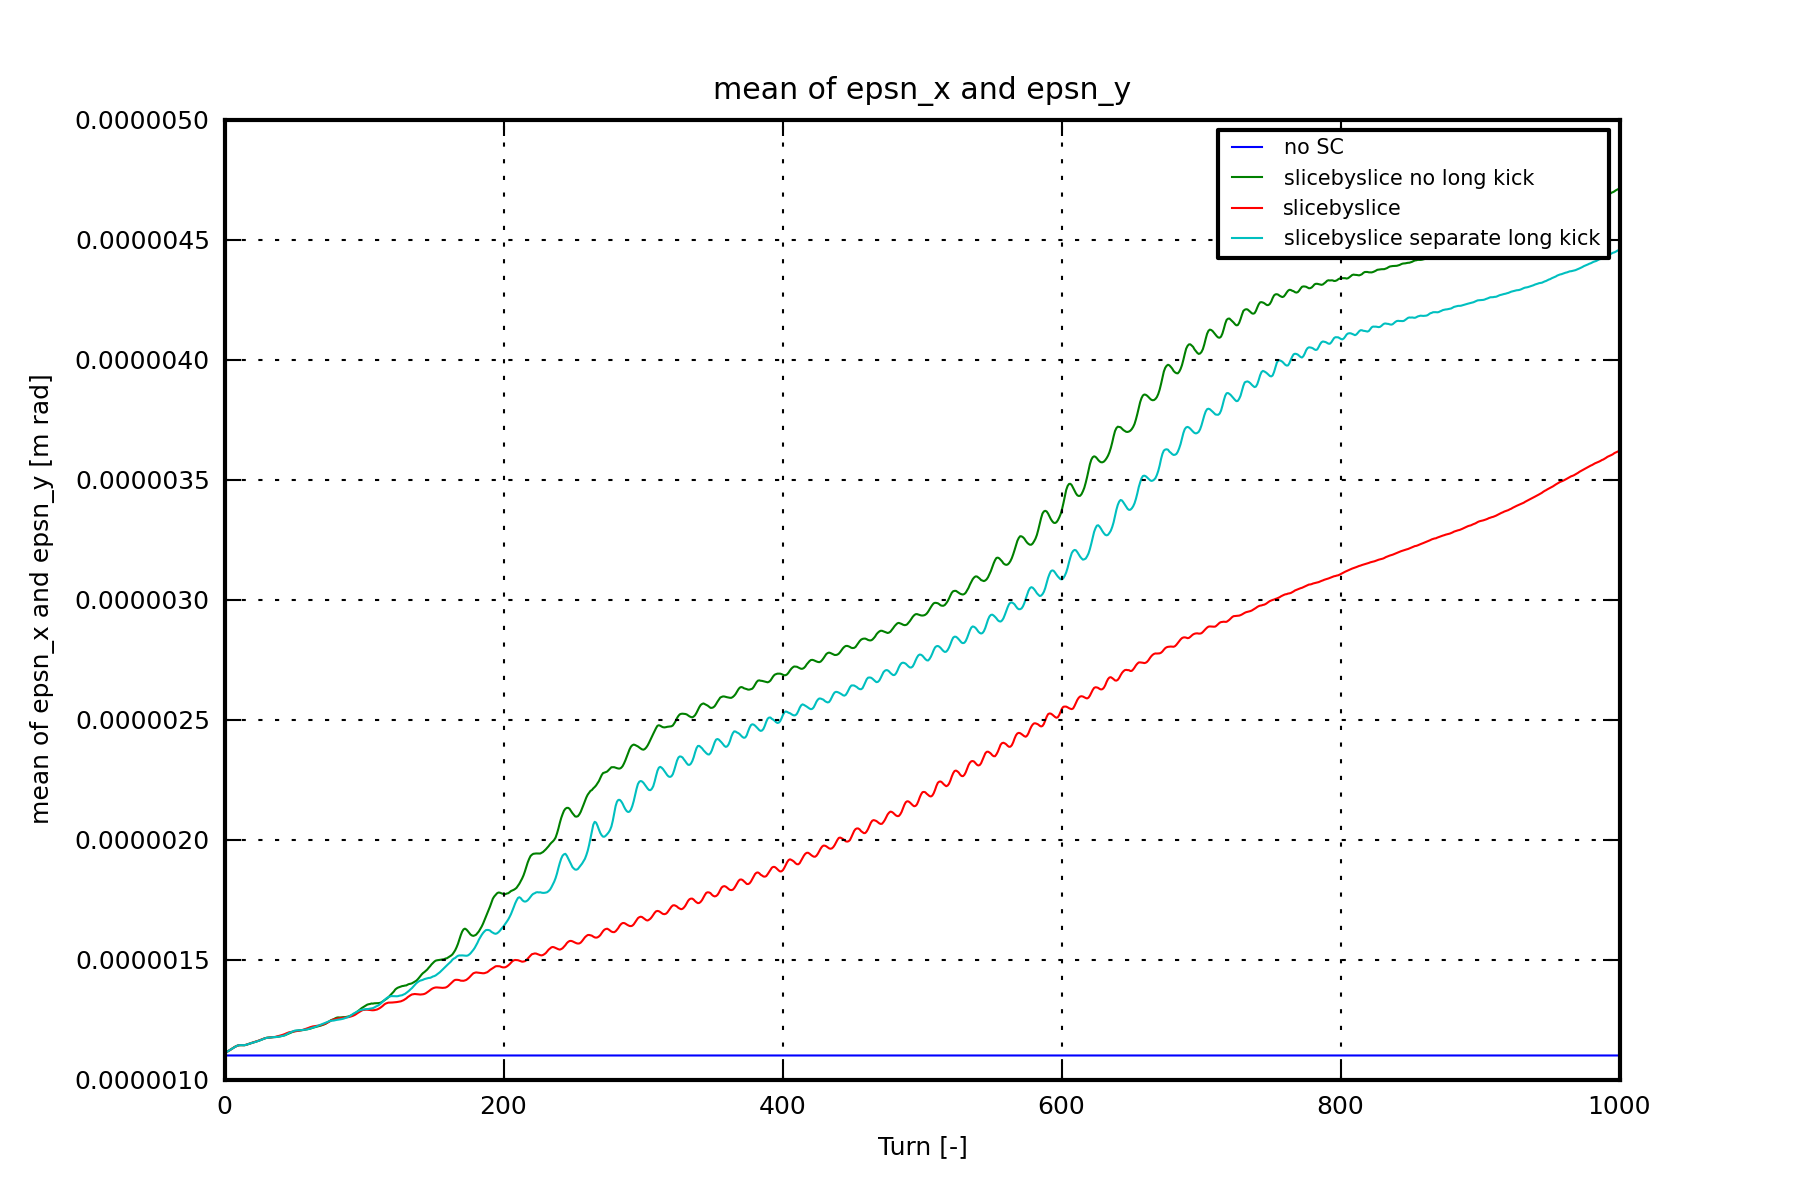 mean of epsn_x and epsn_y
0.0000050
0.0000045
0.0000040
0.0000035
0.0000030
0.0000025
0.0000020
0.0000015
0.0000010
mean of epsn_x and epsn_y [m rad]
no SC
slicebyslice no long kick
slicebyslice
slicebyslice separate long kick
0 200 400 600 800 1000
Turn [-]